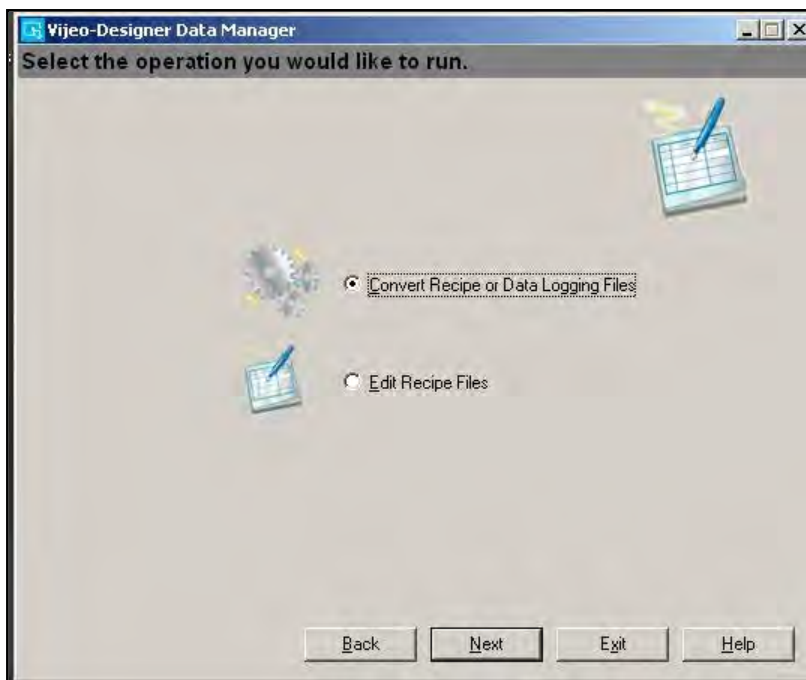 Vijeo-Designer Data Manager
Select the operation you would like to run.
Convert Recipe or Data Logging Files
Edit Recipe Files
Back Next Exit Help